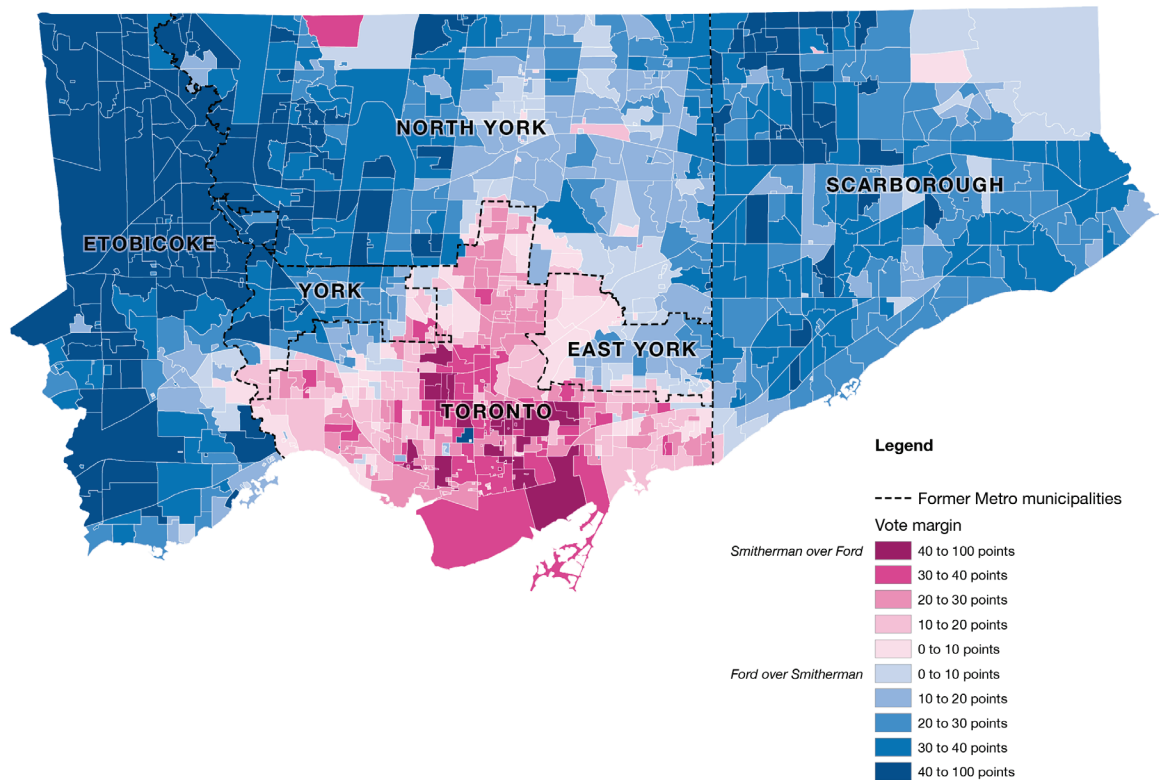 NORTH YORK
SCARBOROUGH
ETOBICOKE
YORK
EAST YORK
TORONTO
Legend
Former Metro municipalities
Vote margin
Smitherman over Ford
40 to 100 points
30 to 40 points
20 to 30 points
10 to 20 points
0 to 10 points
Ford over Smitherman
0 to 10 points
10 to 20 points
20 to 30 points
30 to 40 points
40 to 100 points